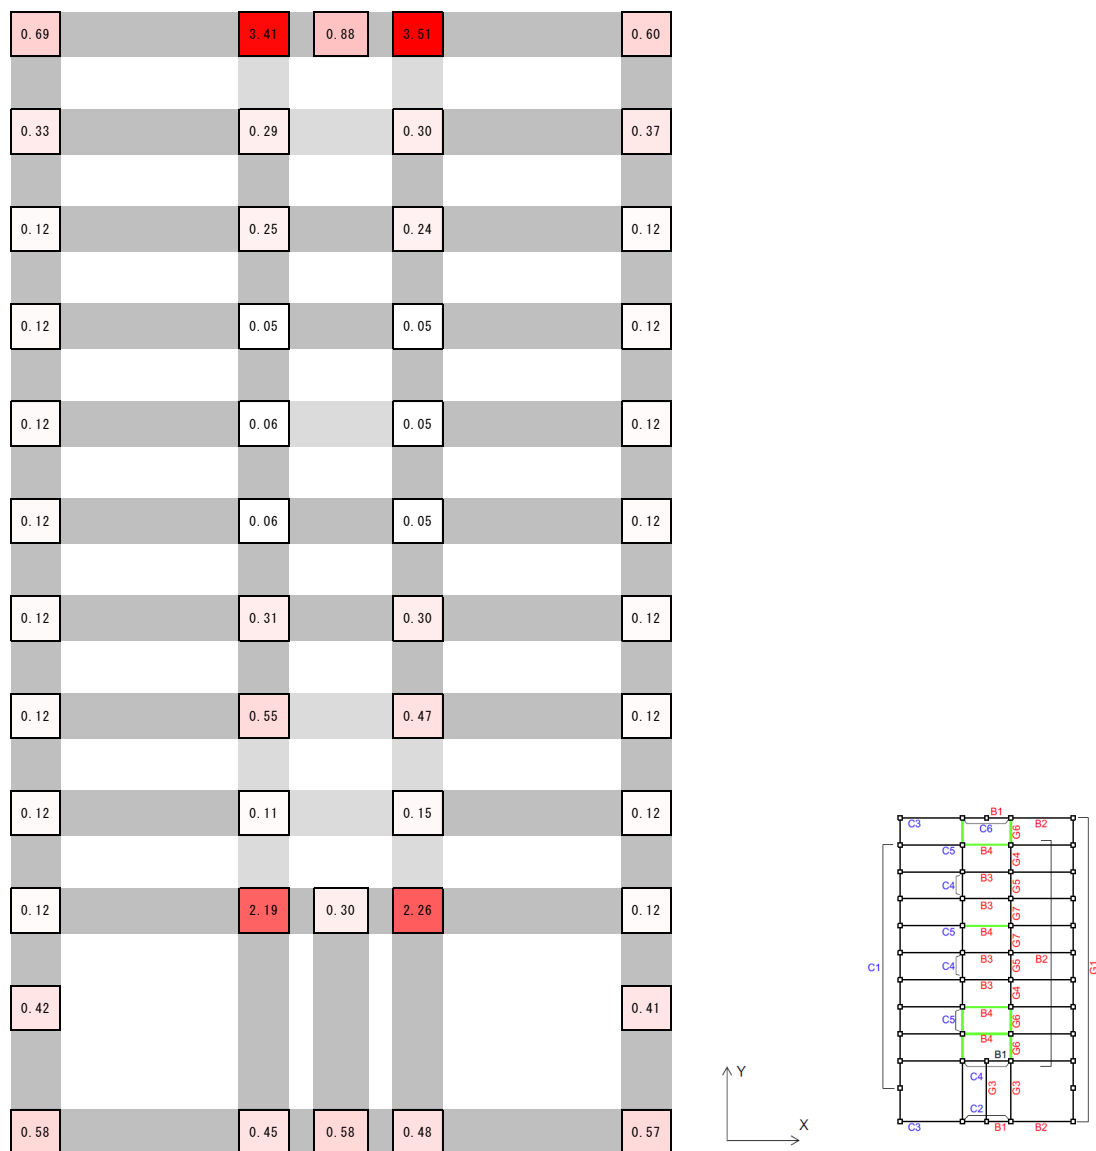 0.69 3.41 0.88 3.51 0.60
0.33 0.29 0.30 0.37
0.12 0.25 0.24 0.12
0.12 0.05 0.05 0.12
0.12 0.06 0.05 0.12
0.12 0.06 0.05 0.12
0.12 0.31 0.30 0.12
0.12 0.55 0.47 0.12
0.12 0.11 0.15 0.12
0.12 2.19 0.30 2.26 0.12
0.42 0.41
0.58 0.45 0.58 0.48 0.57
Y
X
B1
C3 C6 G6 B2
C5 B4 G4
C4 B3 G5
B3 G7
C5 B4 G7
C1 C4 B3 G5 B2 G1
B3 G4
C5 B4 G6
B4 G6
B1
C4 G3 G3
C2
C3 B1 B2